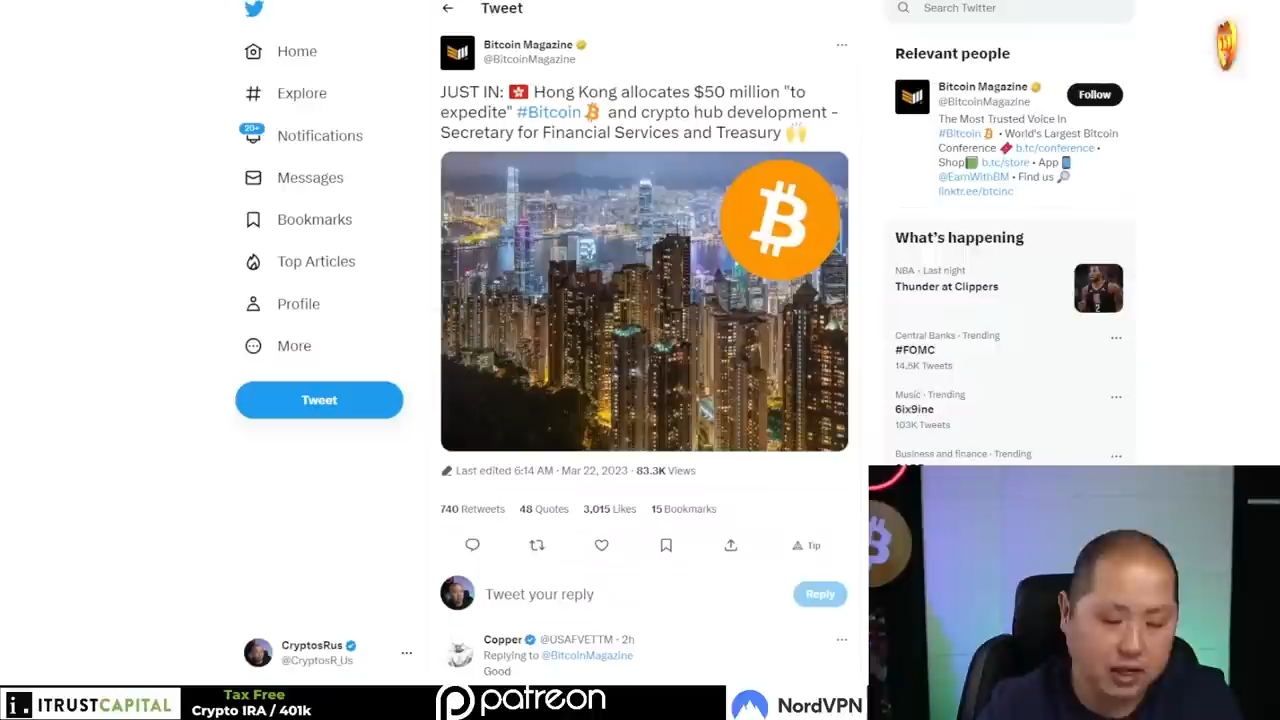 Home
Explore
20+
Notifications
Messages
Bookmarks
Top Articles
Profile
More
Tweet
CryptosRus
@CryptosR_Us
Tweet
Bitcoin Magazine
@BitcoinMagazine
JUST IN: 🇭🇰 Hong Kong allocates $50 million "to
expedite" #Bitcoin and crypto hub development -
Secretary for Financial Services and Treasury 🙌
Last edited 6:14 AM · Mar 22, 2023 · 83.3K Views
740 Retweets 48 Quotes 3,015 Likes 15 Bookmarks
Tip
Tweet your reply
Reply
Copper @USAFVETTM · 2h
Replying to @BitcoinMagazine
Good
Search Twitter
Relevant people
Bitcoin Magazine
@BitcoinMagazine
Follow
The Most Trusted Voice In
#Bitcoin • World's Largest Bitcoin
Conference b.tc/conference •
Shop b.tc/store • App
@EarnWithBM • Find us
linktr.ee/btcinc
What's happening
NBA · Last night
Thunder at Clippers
Central Banks · Trending
#FOMC
14.5K Tweets
Music · Trending
6ix9ine
103K Tweets
Business and finance · Trending
i. ITRUSTCAPITAL
Tax Free
Crypto IRA / 401k
patreon
NordVPN